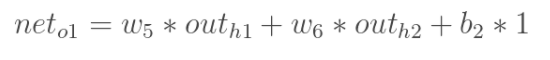 net_{o1} = w_5 * out_{h1} + w_6 * out_{h2} + b_2 * 1